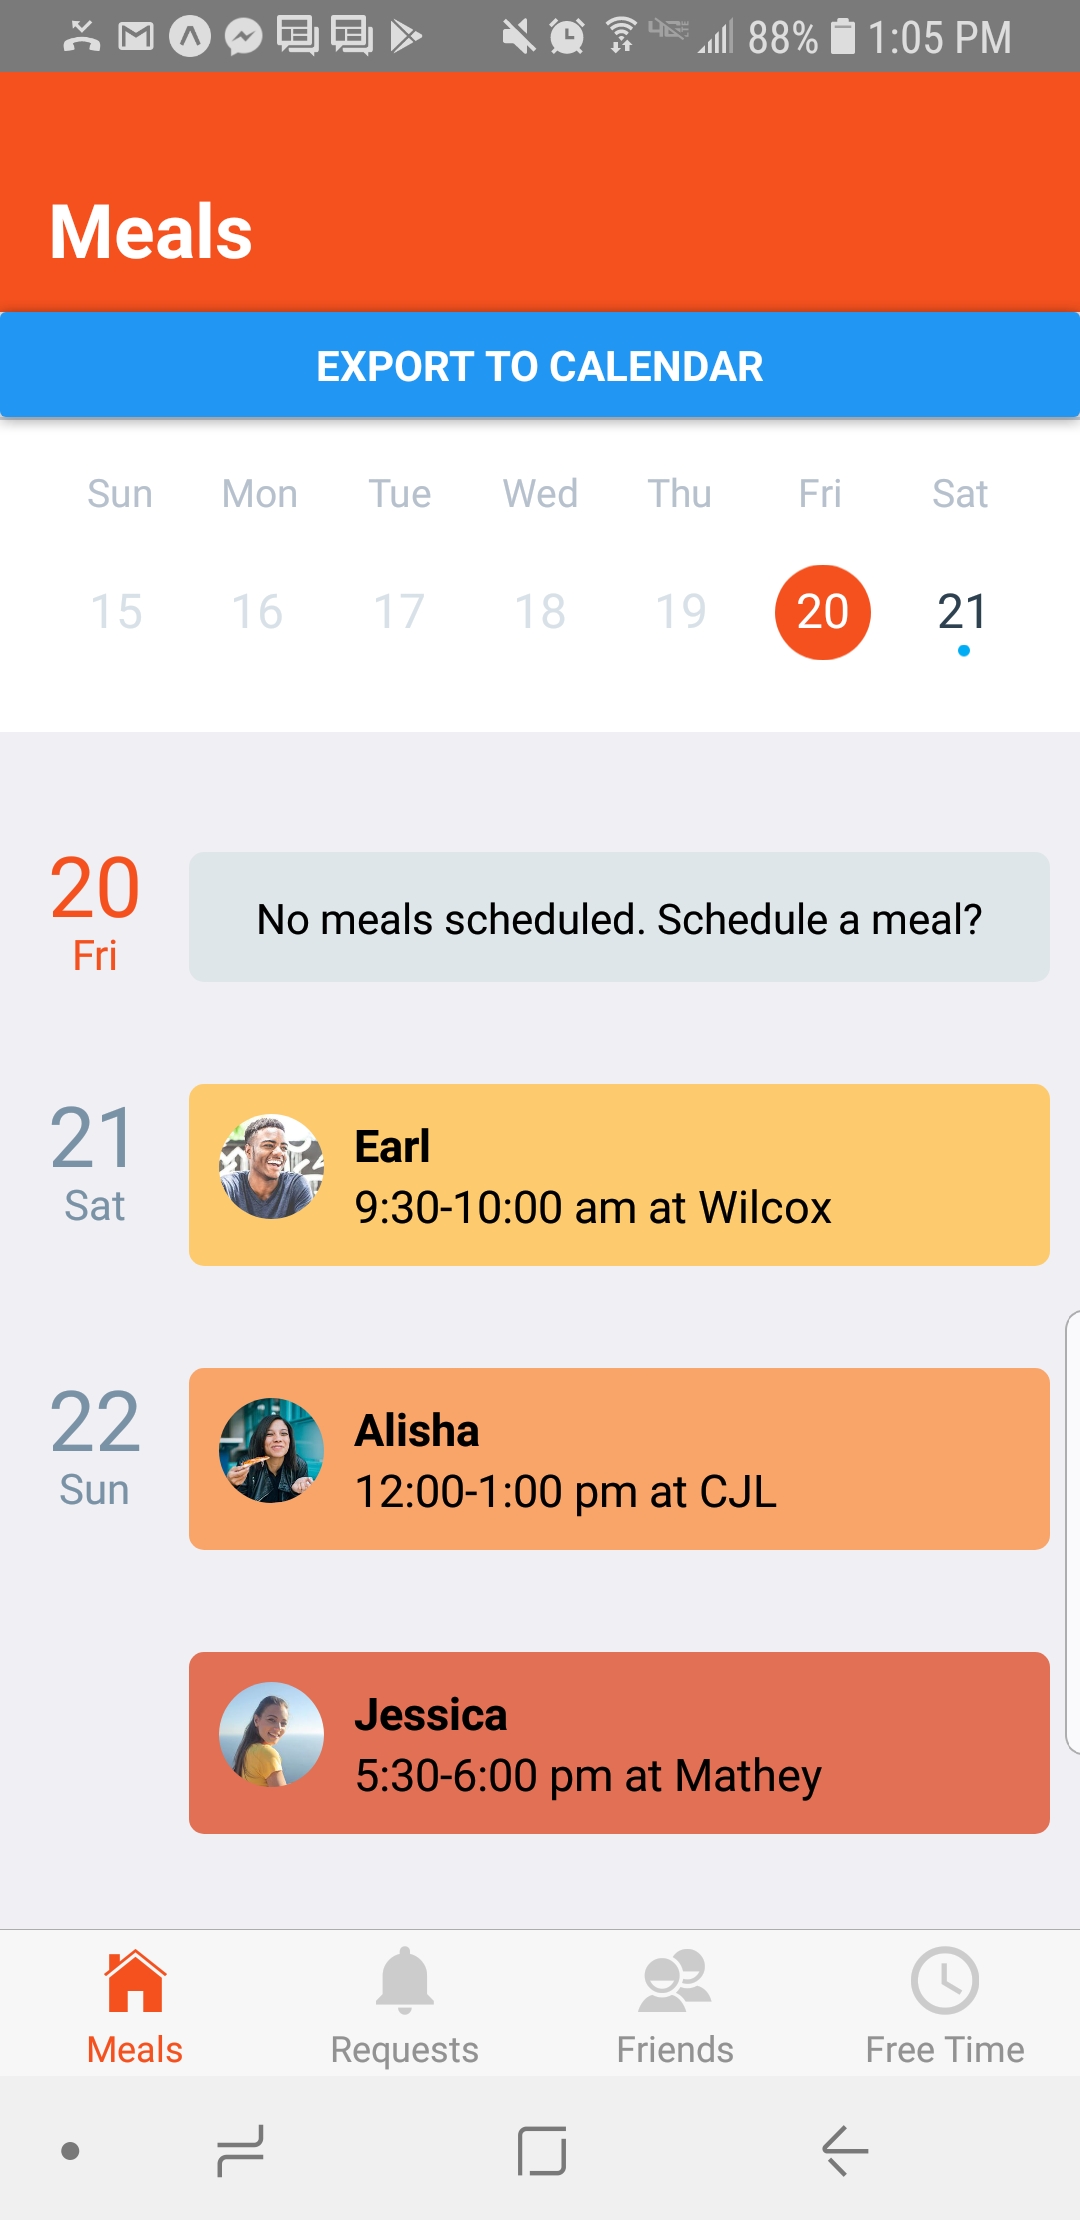 88% 1:05 PM
Meals
EXPORT TO CALENDAR
Sun Mon Tue Wed Thu Fri Sat
15 16 17 18 19 20 21
20
Fri
No meals scheduled. Schedule a meal?
21
Sat
Earl
9:30-10:00 am at Wilcox
22
Sun
Alisha
12:00-1:00 pm at CJL
Jessica
5:30-6:00 pm at Mathey
Meals Requests Friends Free Time